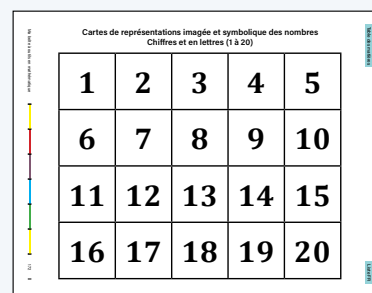 Cartes de représentations imagée et symbolique des nombres
Chiffres et en lettres (1 à 20)
1 2 3 4 5
6 7 8 9 10
11 12 13 14 15
16 17 18 19 20